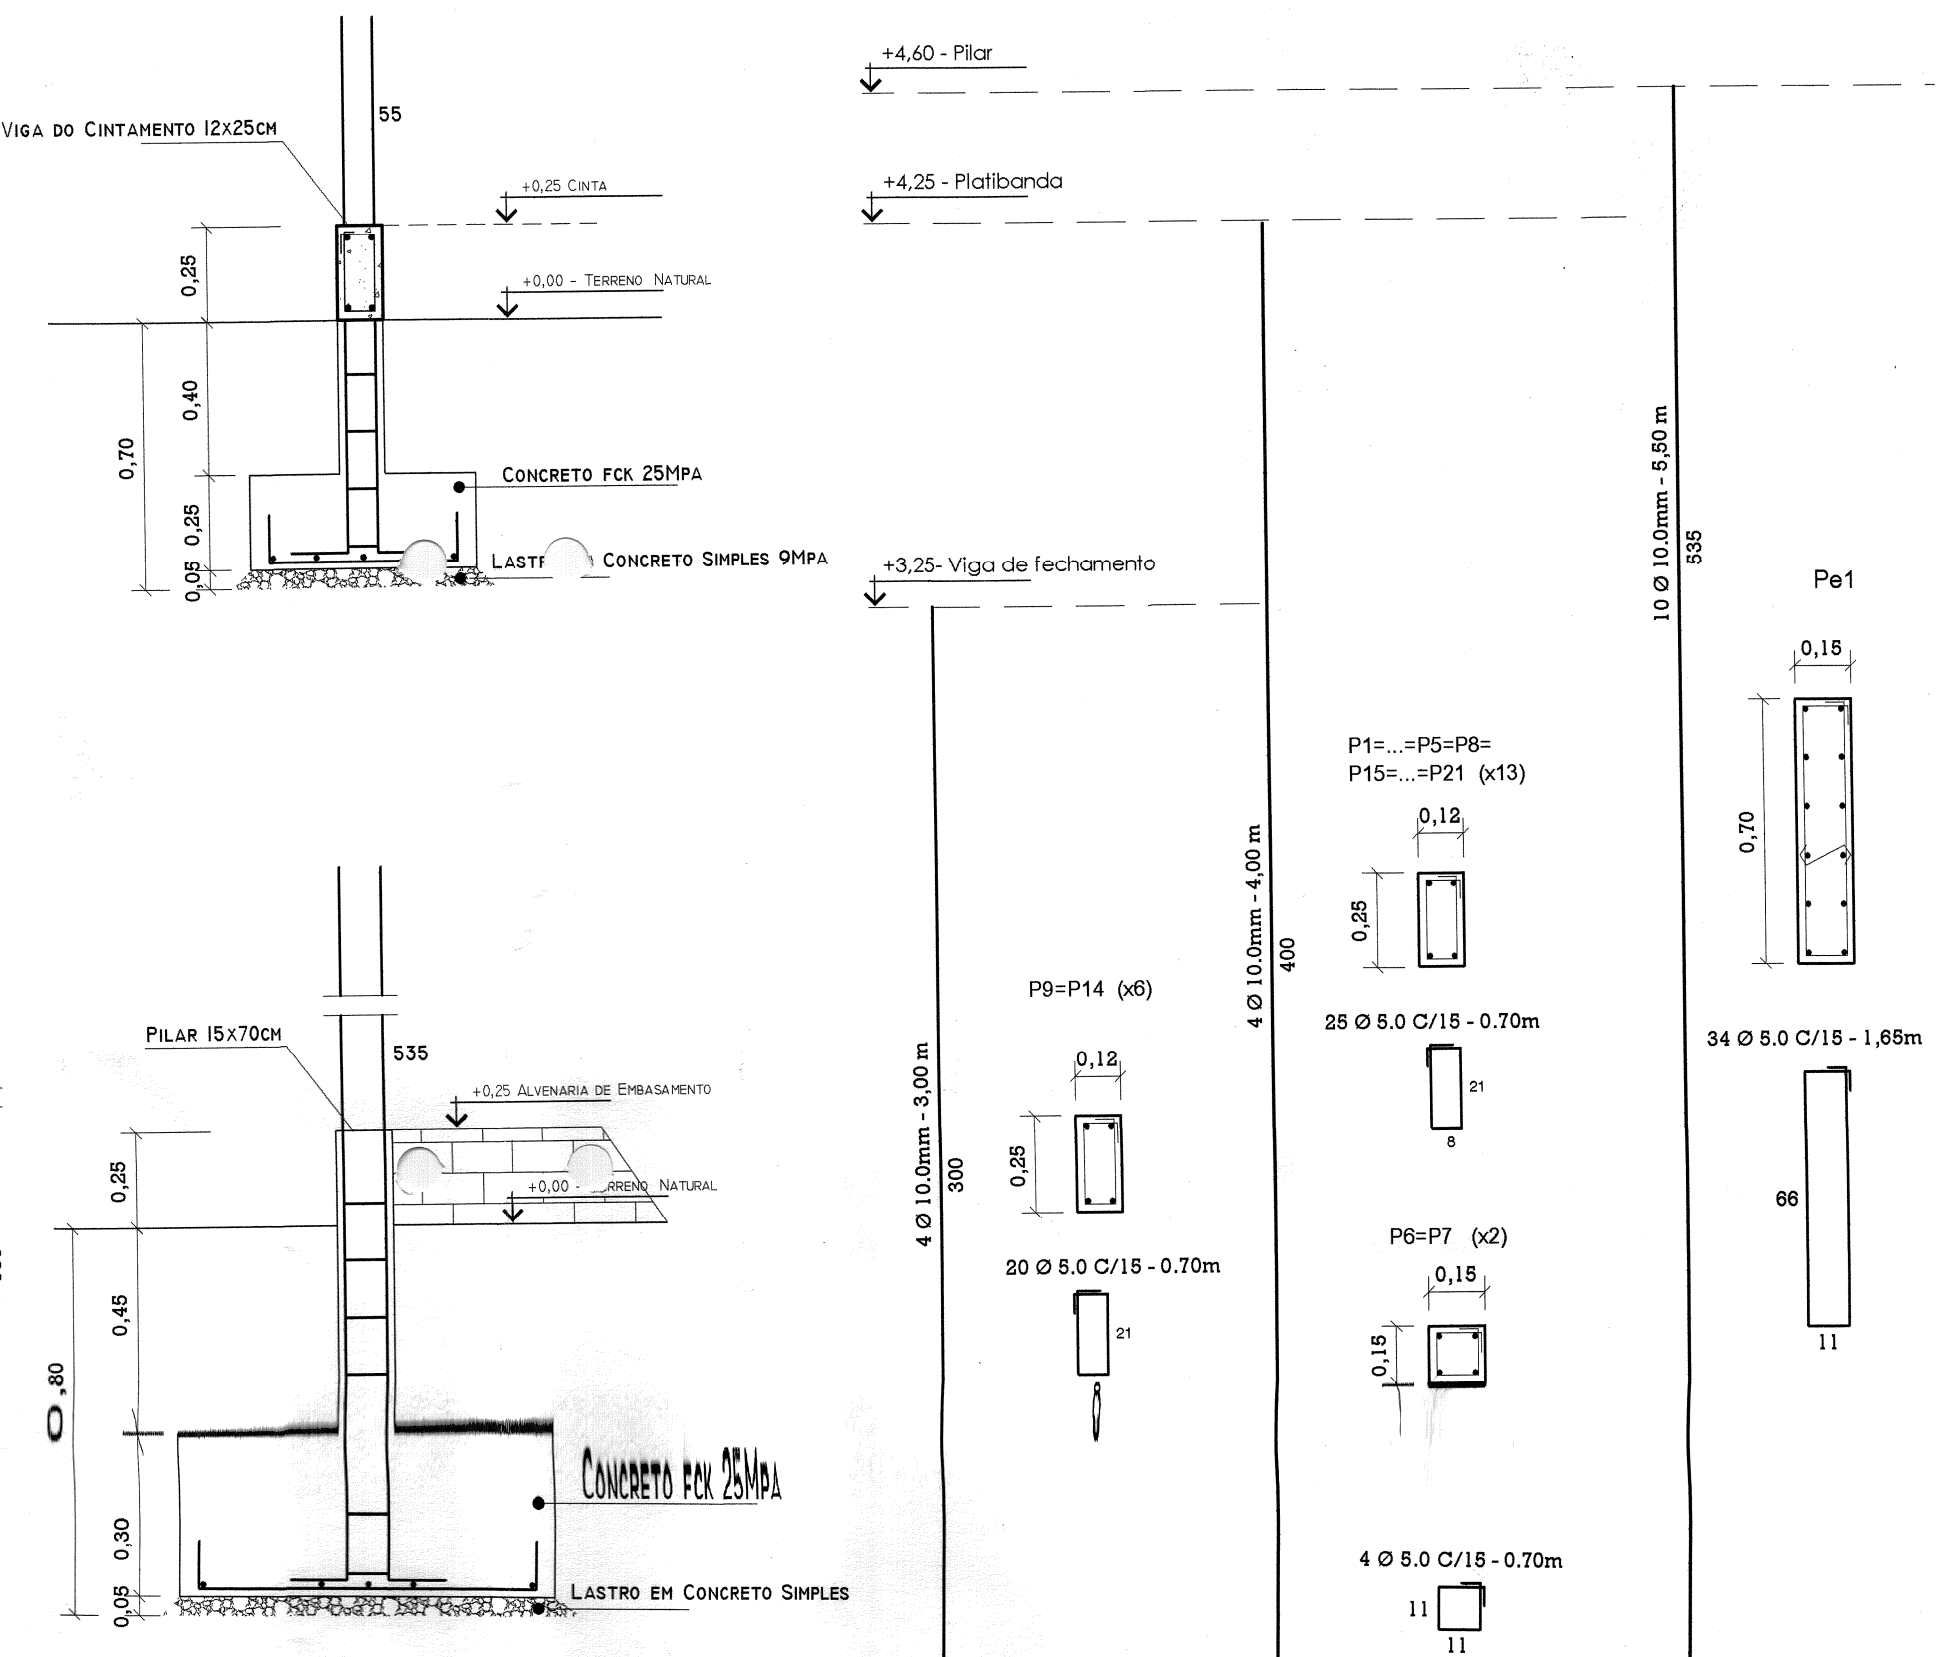 55
VIGA DO CINTAMENTO 12X25CM
+0,25 CINTA
0,25
+0,00 - TERRENO NATURAL
0,40
0,70
CONCRETO FCK 25MPA
0,25
CONCRETO SIMPLES 9MPA
0,05
PILAR 15X70CM
535
+0,25 ALVENARIA DE EMBASAMENTO
0,25
+0,00 - NATURAL
0,45
0,80
CONCRETO FCK 25MPA
0,30
LASTRO EM CONCRETO SIMPLES
0,05
+4,60 - Pilar
+4,25 - Platibanda
+3,25- Viga de fechamento
4 Ø 10.0mm - 3,00 m
300
P9=P14 (x6)
0,12
0,25
20 Ø 5.0 C/15 - 0.70m
21
4 Ø 10.0mm - 4,00 m
400
P1=...=P5=P8=
P15=...=P21 (x13)
0,12
0,25
25 Ø 5.0 C/15 - 0.70m
21
8
P6=P7 (x2)
0,15
0,15
4 Ø 5.0 C/15 - 0.70m
11
11
10 Ø 10.0mm - 5,50 m
535
Pe1
0,15
0,70
34 Ø 5.0 C/15 - 1,65m
66
11